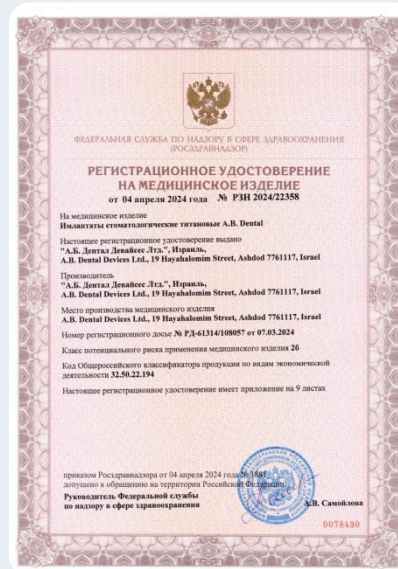 ФЕДЕРАЛЬНАЯ СЛУЖБА ПО НАДЗОРУ В СФЕРЕ ЗДРАВООХРАНЕНИЯ
(РОСЗДРАВНАДЗОР)
РЕГИСТРАЦИОННОЕ УДОСТОВЕРЕНИЕ
НА МЕДИЦИНСКОЕ ИЗДЕЛИЕ
от 04 апреля 2024 года № РЗН 2024/22358
На медицинское изделие
Имплантаты стоматологические титановые A.B. Dental
Настоящее регистрационное удостоверение выдано
"А.Б. Дентал Девайсес Лтд.", Израиль,
A.B. Dental Devices Ltd., 19 Hayahalomim Street, Ashdod 7761117, Israel
Производитель
"А.Б. Дентал Девайсес Лтд.", Израиль,
A.B. Dental Devices Ltd., 19 Hayahalomim Street, Ashdod 7761117, Israel
Место производства медицинского изделия
A.B. Dental Devices Ltd., 19 Hayahalomim Street, Ashdod 7761117, Israel
Номер регистрационного досье № РД-61314/108057 от 07.03.2024
Класс потенциального риска применения медицинского изделия 2б
Код Общероссийского классификатора продукции по видам экономической
деятельности 32.50.22.194
Настоящее регистрационное удостоверение имеет приложение на 9 листах
приказом Росздравнадзора от 04 апреля 2024 года №
допущено к обращению на территории Российской Федерации.
Руководитель Федеральной службы
по надзору в сфере здравоохранения
А.В. Самойлова
0078430